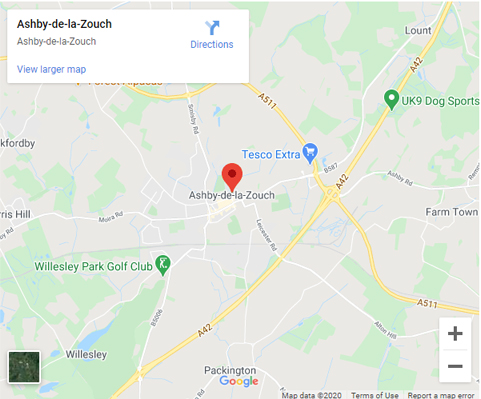 Ashby-de-la-Zouch
Ashby-de-la-Zouch
Directions
View larger map
Lount
A511
Smisby Rd
UK9 Dog Sports
Tesco Extra
B587
kfordby
A42
Ashby Rd
Ashby-de-la-Zouch
rris Hill
Moira Rd
Leicester Rd
Farm Town
Willesley Park Golf Club
A511
B5006
A42
Alton Hill
Willesley
Packington
Google
Map data ©2020 Terms of Use Report a map error